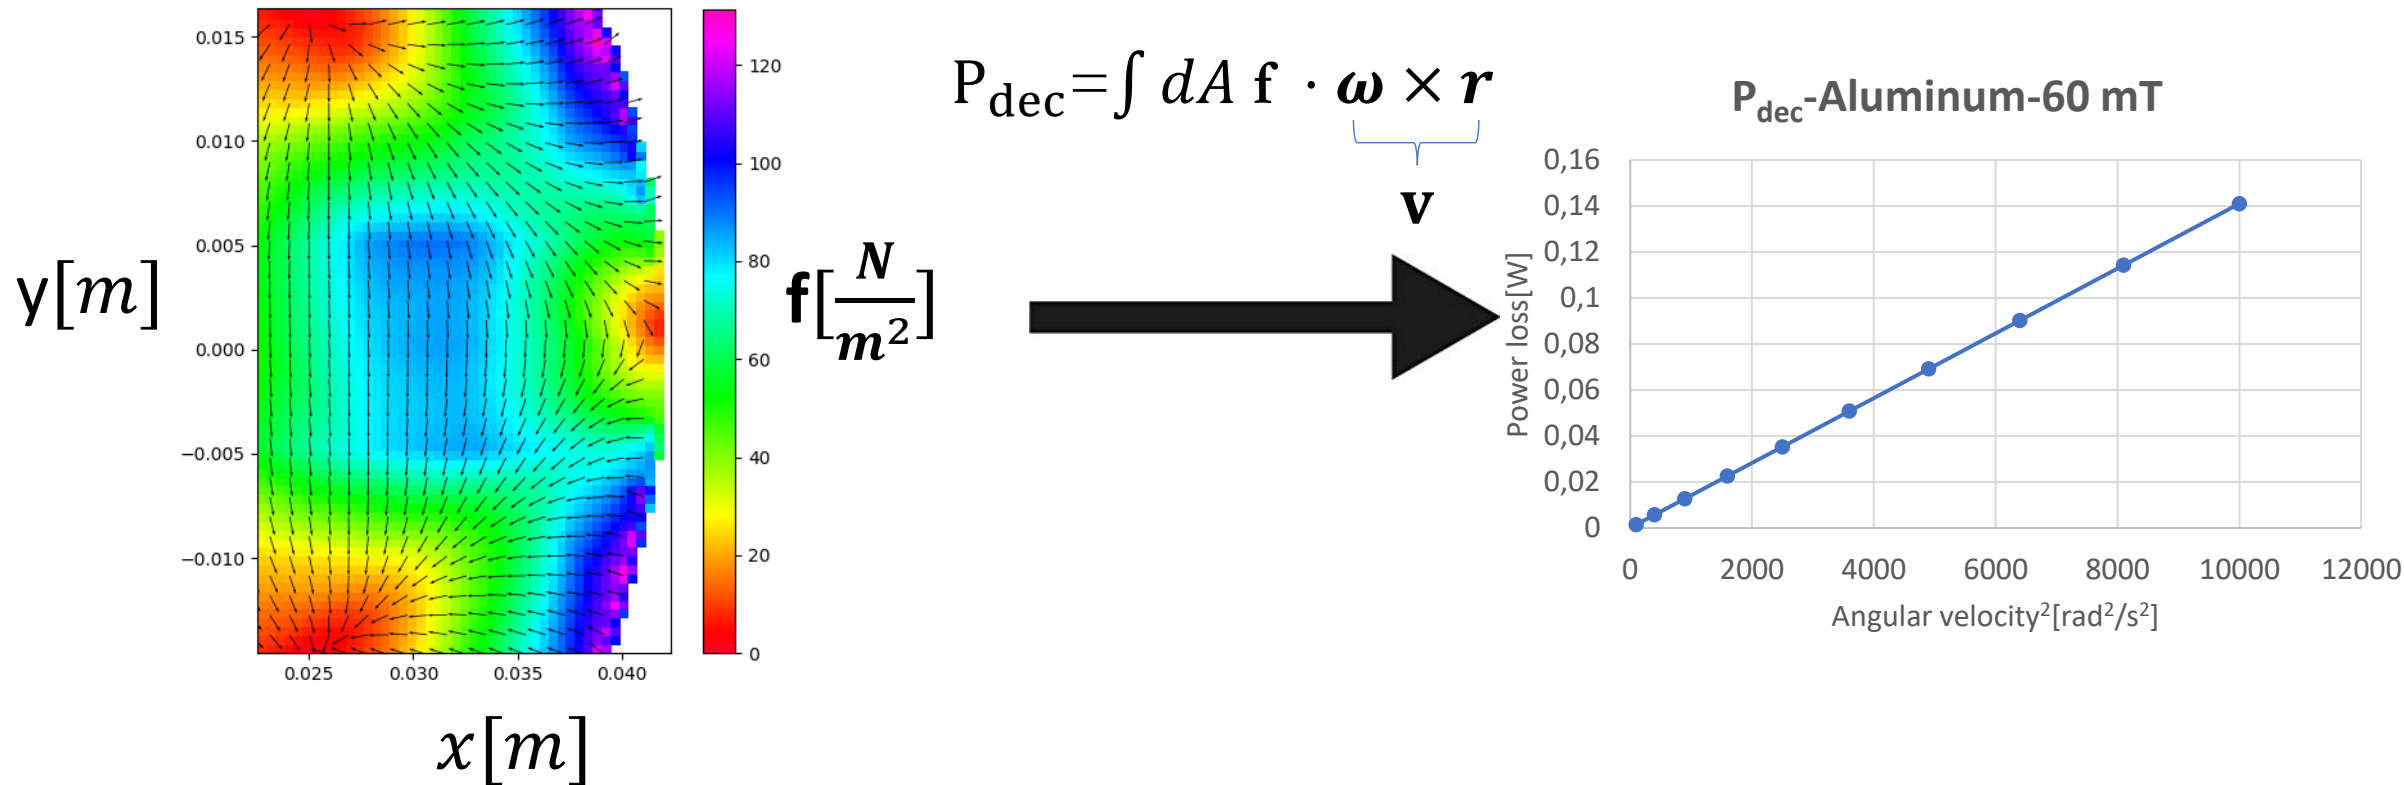 0.015
0.010
0.005
0.000
−0.005
−0.010
0.025 0.030 0.035 0.040
y[m]
x[m]
120
100
80
60
40
20
0
f[N/m²]
P_dec=∫ dA f · ω × r
v
P_dec-Aluminum-60 mT
Power loss[W]
0,16
0,14
0,12
0,1
0,08
0,06
0,04
0,02
0
0 2000 4000 6000 8000 10000 12000
Angular velocity²[rad²/s²]